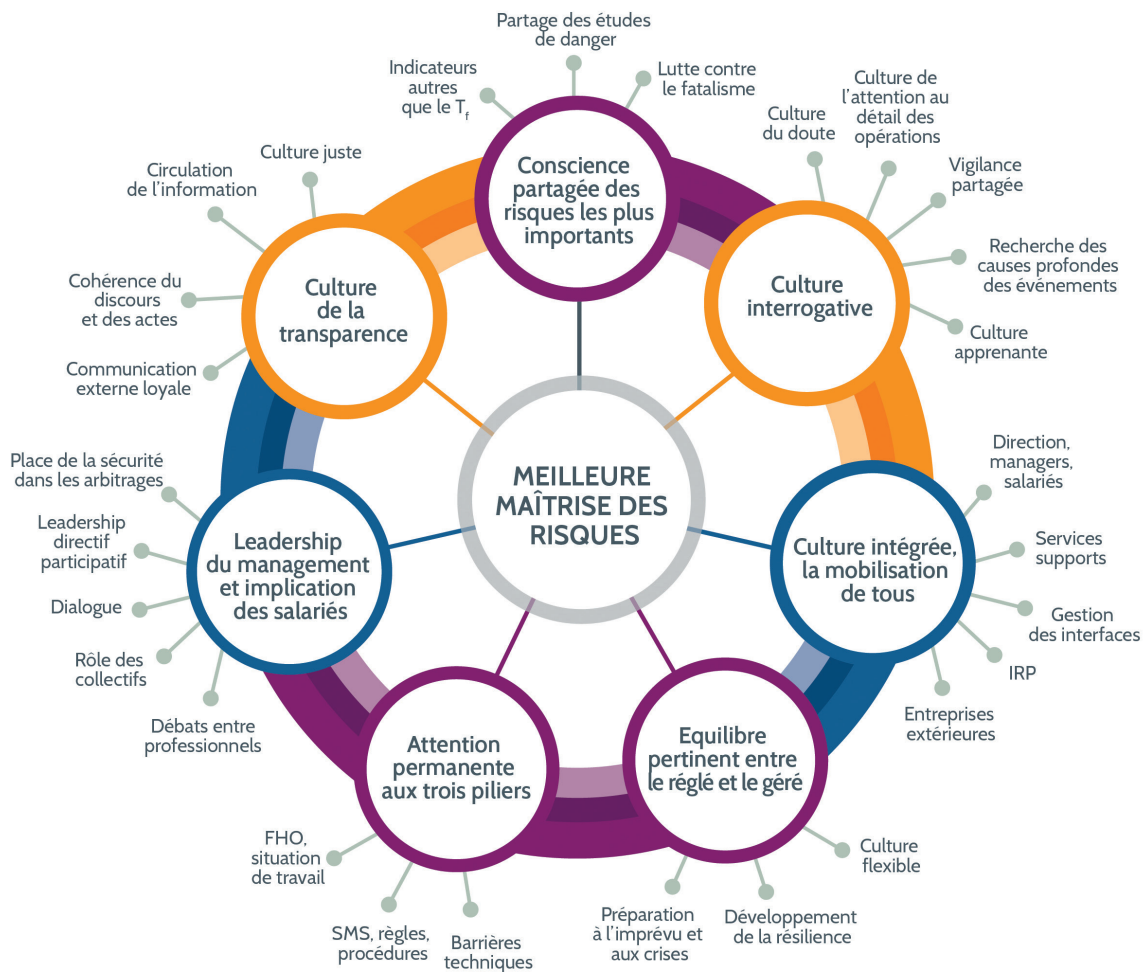 Partage des études
de danger
Indicateurs
autres
que le Tf
Lutte contre
le fatalisme
Conscience
partagée des
risques les plus
importants
Culture
du doute
Culture de
l'attention au
détail des
opérations
Vigilance
partagée
Recherche des
causes profondes
des événements
Culture
apprenante
Culture
interrogative
Direction,
managers,
salariés
Services
supports
Gestion
des interfaces
IRP
Entreprises
extérieures
Culture intégrée,
la mobilisation
de tous
Culture
flexible
Développement
de la résilience
Préparation
à l'imprévu et
aux crises
Equilibre
pertinent entre
le réglé et le géré
Barrières
techniques
SMS, règles,
procédures
FHO,
situation
de travail
Attention
permanente
aux trois piliers
Débats entre
professionnels
Rôle des
collectifs
Dialogue
Leadership
directif
participatif
Place de la sécurité
dans les arbitrages
Leadership
du management
et implication
des salariés
Communication
externe loyale
Cohérence du
discours
et des actes
Circulation
de l'information
Culture juste
Culture
de la
transparence
MEILLEURE
MAÎTRISE DES
RISQUES